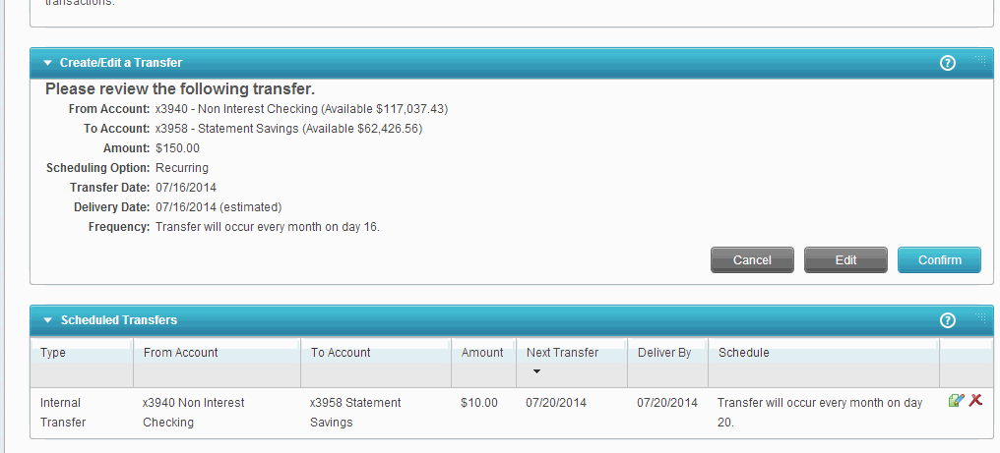 transactions.
Create/Edit a Transfer
Please review the following transfer.
From Account: x3940 - Non Interest Checking (Available $117,037.43)
To Account: x3958 - Statement Savings (Available $62,426.56)
Amount: $150.00
Scheduling Option: Recurring
Transfer Date: 07/16/2014
Delivery Date: 07/16/2014 (estimated)
Frequency: Transfer will occur every month on day 16.
Cancel Edit Confirm
Scheduled Transfers
Type From Account To Account Amount Next Transfer Deliver By Schedule
Internal x3940 Non Interest x3958 Statement $10.00 07/20/2014 07/20/2014 Transfer will occur every month on day
Transfer Checking Savings 20.